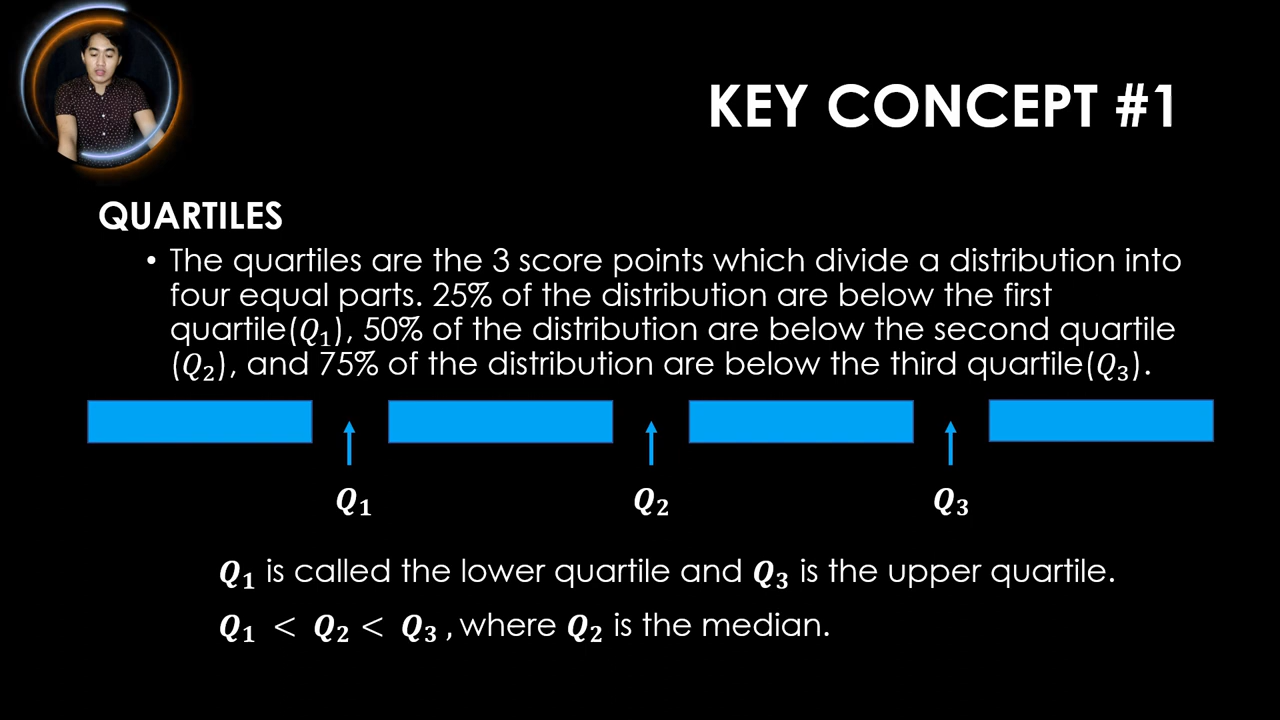 KEY CONCEPT #1
QUARTILES
• The quartiles are the 3 score points which divide a distribution into
four equal parts. 25% of the distribution are below the first
quartile(𝑄₁), 50% of the distribution are below the second quartile
(𝑄₂), and 75% of the distribution are below the third quartile(𝑄₃).
𝑸₁ 𝑸₂ 𝑸₃
𝑸₁ is called the lower quartile and 𝑸₃ is the upper quartile.
𝑸₁ < 𝑸₂ < 𝑸₃ , where 𝑸₂ is the median.